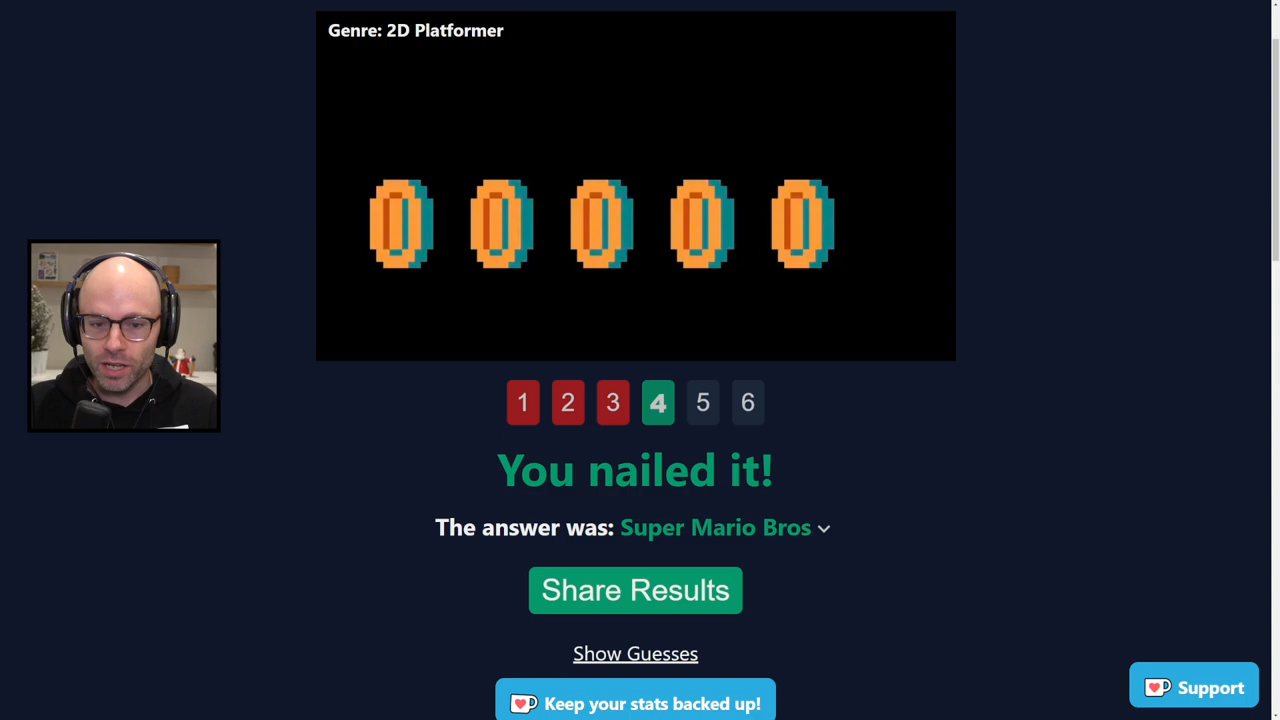 Genre: 2D Platformer
1 2 3 4 5 6
You nailed it!
The answer was: Super Mario Bros
Share Results
Show Guesses
Keep your stats backed up!
Support